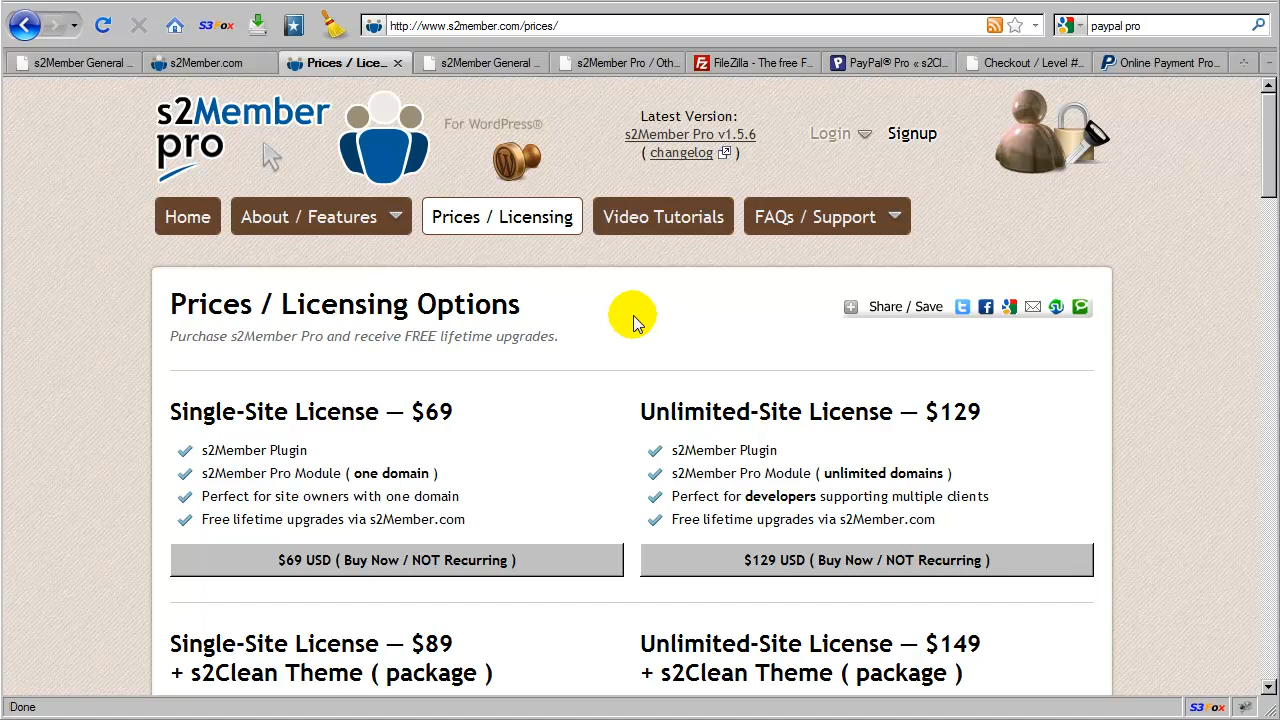 S3Fox
http://www.s2member.com/prices/
paypal pro
s2Member General ...
s2Member.com
Prices / Lice...
s2Member General ...
s2Member Pro / Oth...
FileZilla - The free F...
PayPal® Pro « s2Cl...
Checkout / Level #...
Online Payment Pro...
s2Member
pro
For WordPress®
Latest Version:
s2Member Pro v1.5.6
( changelog )
Login
Signup
Home
About / Features
Prices / Licensing
Video Tutorials
FAQs / Support
Prices / Licensing Options
Share / Save
Purchase s2Member Pro and receive FREE lifetime upgrades.
Single-Site License — $69
s2Member Plugin
s2Member Pro Module ( one domain )
Perfect for site owners with one domain
Free lifetime upgrades via s2Member.com
$69 USD ( Buy Now / NOT Recurring )
Unlimited-Site License — $129
s2Member Plugin
s2Member Pro Module ( unlimited domains )
Perfect for developers supporting multiple clients
Free lifetime upgrades via s2Member.com
$129 USD ( Buy Now / NOT Recurring )
Single-Site License — $89
+ s2Clean Theme ( package )
Unlimited-Site License — $149
+ s2Clean Theme ( package )
Done
S3Fox